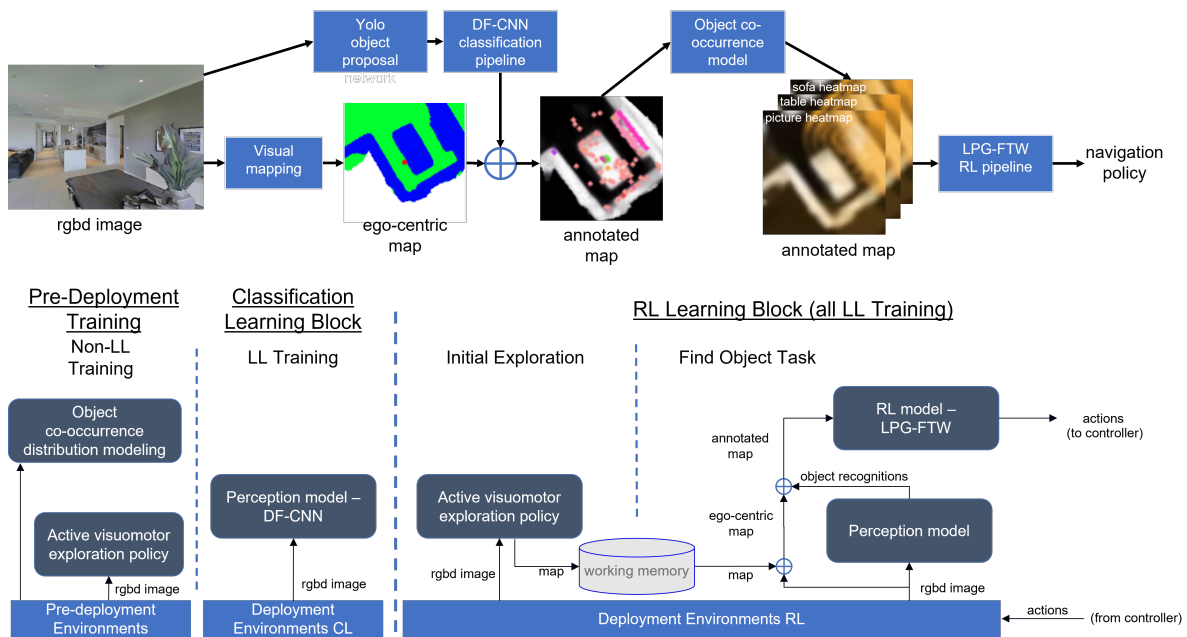 Yolo
object
proposal
network
DF-CNN
classification
pipeline
Object co-
occurrence
model
sofa heatmap
table heatmap
picture heatmap
Visual
mapping
LPG-FTW
RL pipeline
navigation
policy
rgbd image
ego-centric
map
annotated
map
annotated map
Pre-Deployment
Training
Non-LL
Training
Classification
Learning Block
LL Training
RL Learning Block (all LL Training)
Initial Exploration
Find Object Task
Object
co-occurrence
distribution modeling
Active visuomotor
exploration policy
rgbd image
Pre-deployment
Environments
Perception model –
DF-CNN
rgbd image
Deployment
Environments CL
Active visuomotor
exploration policy
rgbd image
map
working memory
map
ego-centric
map
annotated
map
RL model –
LPG-FTW
actions
(to controller)
object recognitions
Perception model
rgbd image
Deployment Environments RL
actions
(from controller)